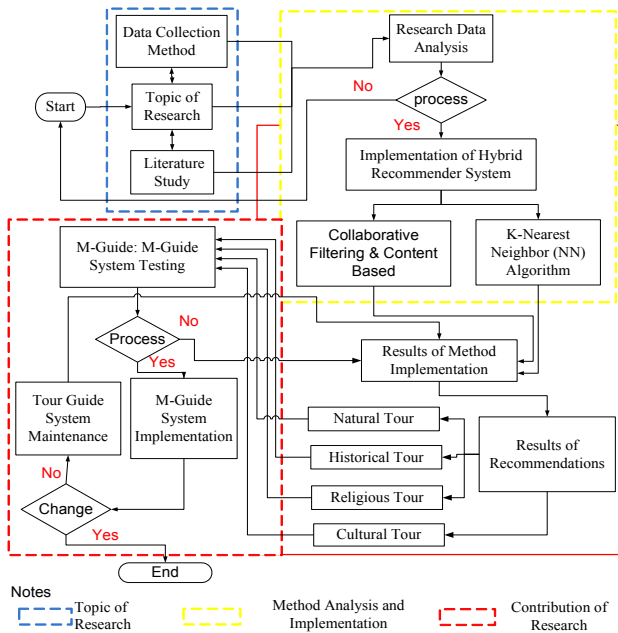 Data Collection
Method
Start
Topic of
Research
Literature
Study
Research Data
Analysis
No
process
Yes
Implementation of Hybrid
Recommender System
Collaborative
Filtering & Content
Based
K-Nearest
Neighbor (NN)
Algorithm
M-Guide: M-Guide
System Testing
No
Process
Yes
Results of Method
Implementation
Tour Guide
System
Maintenance
M-Guide
System
Implementation
Natural Tour
Historical Tour
Religious Tour
Cultural Tour
Results of
Recommendations
No
Change
Yes
End
Notes
Topic of
Research
Method Analysis and
Implementation
Contribution of
Research